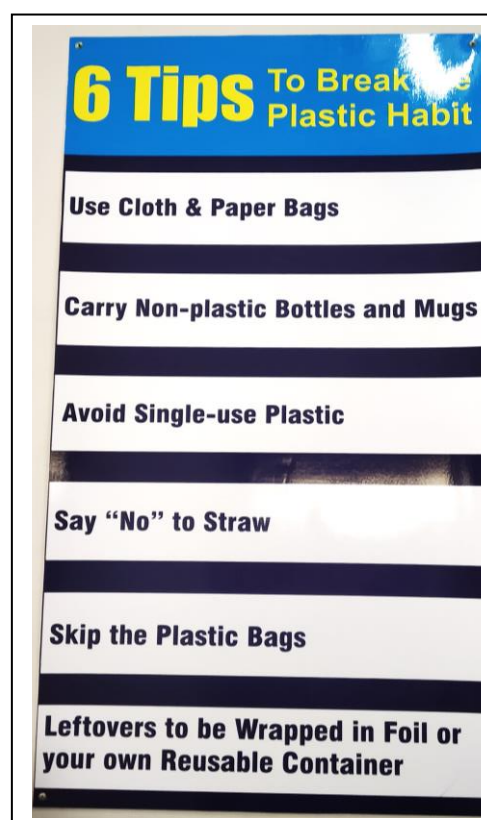 6 Tips To Break the
Plastic Habit
Use Cloth & Paper Bags
Carry Non-plastic Bottles and Mugs
Avoid Single-use Plastic
Say “No” to Straw
Skip the Plastic Bags
Leftovers to be Wrapped in Foil or
your own Reusable Container